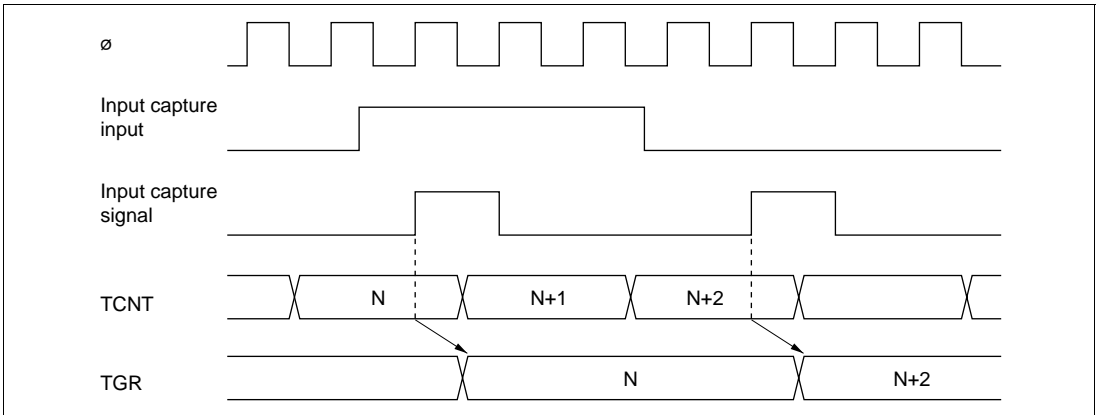 ø
Input capture
input
Input capture
signal
TCNT
N
N+1
N+2
TGR
N
N+2